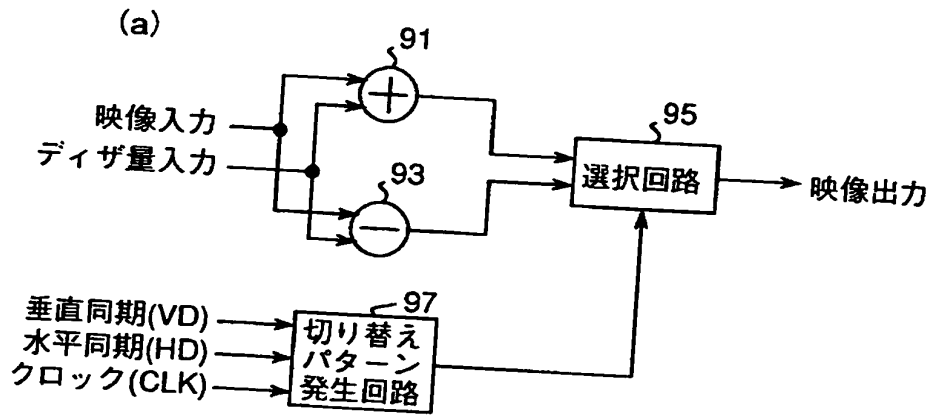 (a)
91
映像入力
ディザ量入力
93
95
選択回路
映像出力
垂直同期(VD)
水平同期(HD)
クロック(CLK)
97
切り替え
パターン
発生回路